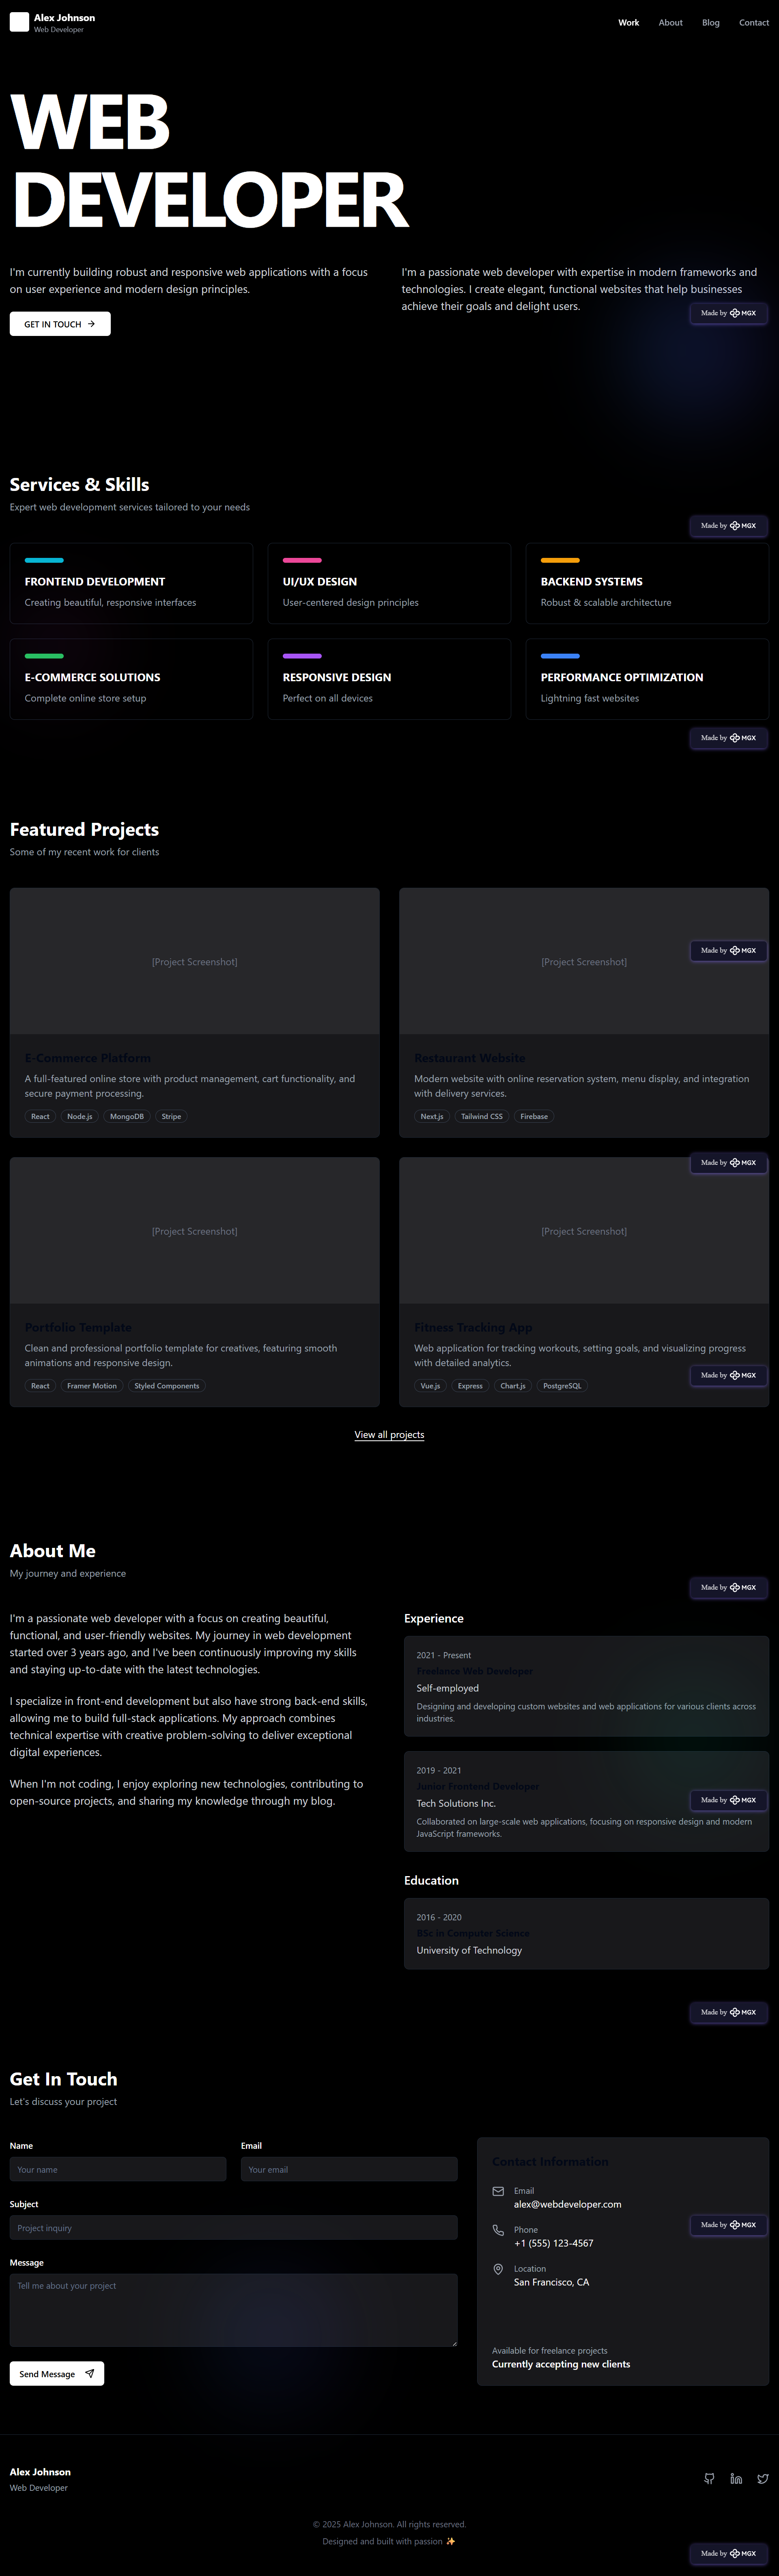 Alex Johnson
Web Developer
Work
About
Blog
Contact
WEB
DEVELOPER
I'm currently building robust and responsive web applications with a focus
on user experience and modern design principles.
GET IN TOUCH
I'm a passionate web developer with expertise in modern frameworks and
technologies. I create elegant, functional websites that help businesses
achieve their goals and delight users.
Made by MGX
Services & Skills
Expert web development services tailored to your needs
Made by MGX
FRONTEND DEVELOPMENT
Creating beautiful, responsive interfaces
UI/UX DESIGN
User-centered design principles
BACKEND SYSTEMS
Robust & scalable architecture
E-COMMERCE SOLUTIONS
Complete online store setup
RESPONSIVE DESIGN
Perfect on all devices
PERFORMANCE OPTIMIZATION
Lightning fast websites
Made by MGX
Featured Projects
Some of my recent work for clients
[Project Screenshot]
[Project Screenshot]
Made by MGX
E-Commerce Platform
A full-featured online store with product management, cart functionality, and
secure payment processing.
React
Node.js
MongoDB
Stripe
Restaurant Website
Modern website with online reservation system, menu display, and integration
with delivery services.
Next.js
Tailwind CSS
Firebase
Made by MGX
[Project Screenshot]
[Project Screenshot]
Portfolio Template
Clean and professional portfolio template for creatives, featuring smooth
animations and responsive design.
React
Framer Motion
Styled Components
Fitness Tracking App
Web application for tracking workouts, setting goals, and visualizing progress
with detailed analytics.
Vue.js
Express
Chart.js
PostgreSQL
Made by MGX
View all projects
About Me
My journey and experience
Made by MGX
I'm a passionate web developer with a focus on creating beautiful,
functional, and user-friendly websites. My journey in web development
started over 3 years ago, and I've been continuously improving my skills
and staying up-to-date with the latest technologies.
I specialize in front-end development but also have strong back-end skills,
allowing me to build full-stack applications. My approach combines
technical expertise with creative problem-solving to deliver exceptional
digital experiences.
When I'm not coding, I enjoy exploring new technologies, contributing to
open-source projects, and sharing my knowledge through my blog.
Experience
2021 - Present
Freelance Web Developer
Self-employed
Designing and developing custom websites and web applications for various clients across
industries.
2019 - 2021
Junior Frontend Developer
Tech Solutions Inc.
Made by MGX
Collaborated on large-scale web applications, focusing on responsive design and modern
JavaScript frameworks.
Education
2016 - 2020
BSc in Computer Science
University of Technology
Made by MGX
Get In Touch
Let's discuss your project
Name
Your name
Email
Your email
Subject
Project inquiry
Message
Tell me about your project
Send Message
Contact Information
Email
alex@webdeveloper.com
Phone
+1 (555) 123-4567
Made by MGX
Location
San Francisco, CA
Available for freelance projects
Currently accepting new clients
Alex Johnson
Web Developer
© 2025 Alex Johnson. All rights reserved.
Designed and built with passion ✨
Made by MGX